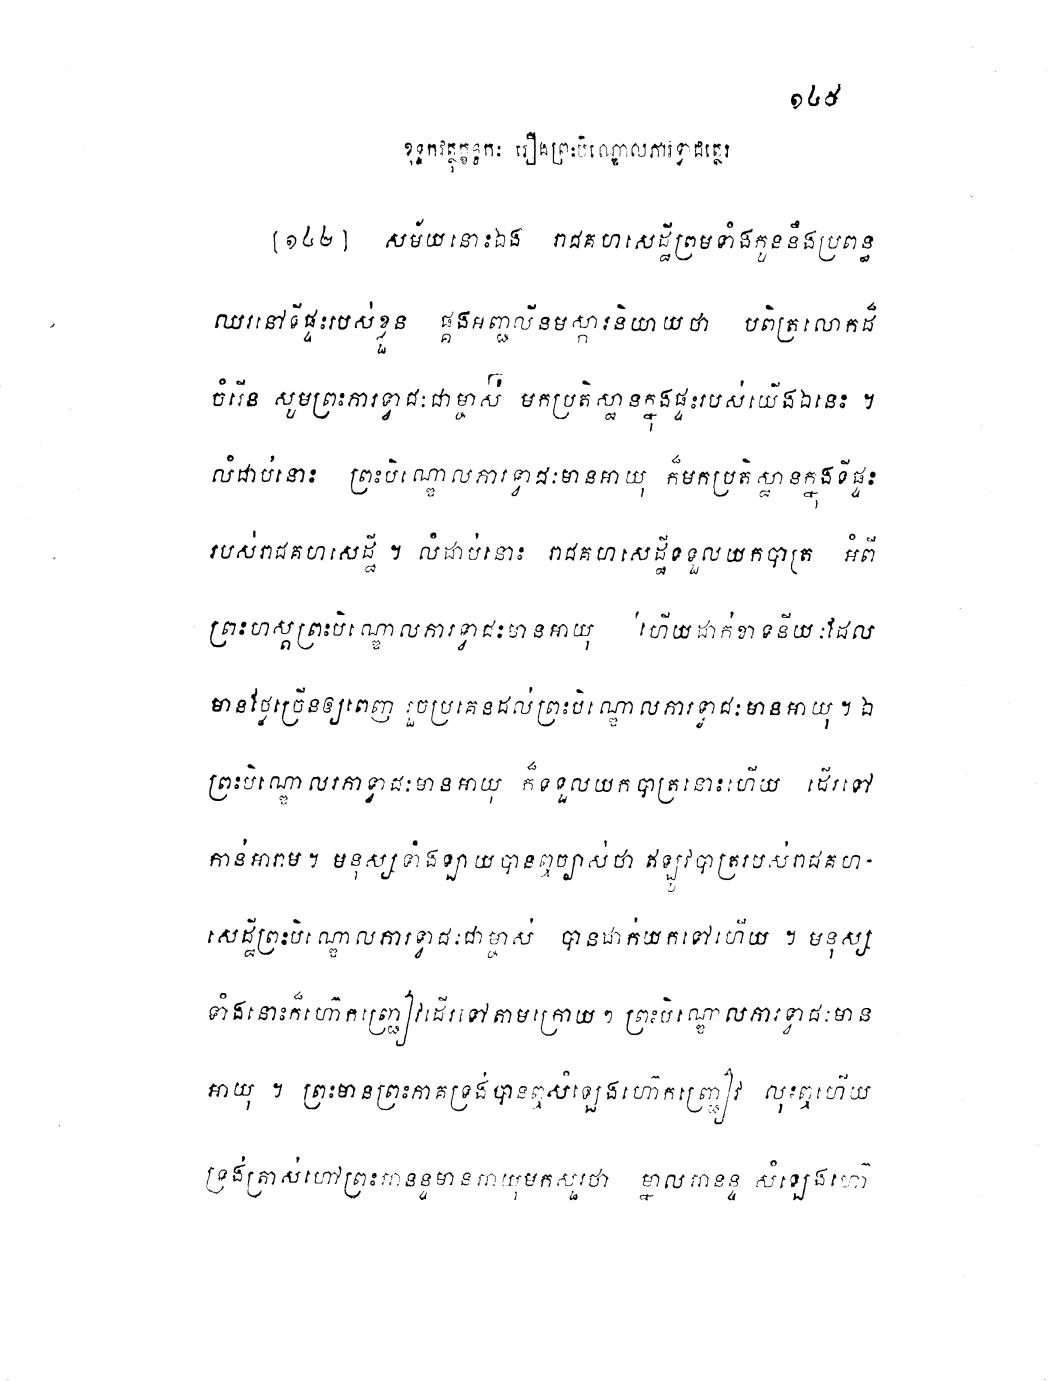 ១៤៩
ខុទ្ទកវត្ថុក្ខន្ធកៈ រឿងព្រះបិណ្ឌោលភារទ្វាជត្ថេរ
[១៤៤] សម័យនោះឯង រាជគហសេដ្ឋីព្រមទាំងកូននឹងប្រពន្ធ
ឈរនៅទីផ្ទះរបស់ខ្លួន ផ្គងអញ្ជលីនមស្ការនិយាយថា បពិត្រលោកដ៏
ចំរើន សូមព្រះភារទ្វាជៈជាម្ចាស់ មកប្រតិស្ឋានក្នុងផ្ទះរបស់យើងឯនេះ ។
លំដាប់នោះ ព្រះបិណ្ឌោលភារទ្វាជៈមានអាយុ ក៏មកប្រតិស្ឋានក្នុងទីផ្ទះ
របស់រាជគហសេដ្ឋី ។ លំដាប់នោះ រាជគហសេដ្ឋីទទួលយកបាត្រ អំពី
ព្រះហស្តព្រះបិណ្ឌោលភារទ្វាជៈមានអាយុ ហើយដាក់ខាទនីយៈដែល
មានថ្លៃច្រើនឲ្យពេញ រួចប្រគេនដល់ព្រះបិណ្ឌោលភារទ្វាជៈមានអាយុ ។ ឯ
ព្រះបិណ្ឌោលរភាទ្វាជៈមានអាយុ ក៏ទទួលយកបាត្រនោះហើយ ដើរទៅ
កាន់អារាម ។ មនុស្សទាំងឡាយបានឮច្បាស់ថា ឥឡូវបាត្ររបស់រាជគហ-
សេដ្ឋីព្រះបិណ្ឌោលភារទ្វាជៈជាម្ចាស់ បានដាក់យកទៅហើយ ។ មនុស្ស
ទាំងនោះក៏ហ៊ោកញ្ជ្រៀវដើរទៅតាមក្រោយ ៗ ព្រះបិណ្ឌោលភារទ្វាជៈមាន
អាយុ ។ ព្រះមានព្រះភាគទ្រង់បានឮសំឡេងហ៊ោកញ្ជ្រៀវ លុះឮហើយ
ទ្រង់ត្រាស់ហៅព្រះអានន្ទមានអាយុមកសួរថា ម្នាលអានន្ទ សំឡេងហ៊ោ